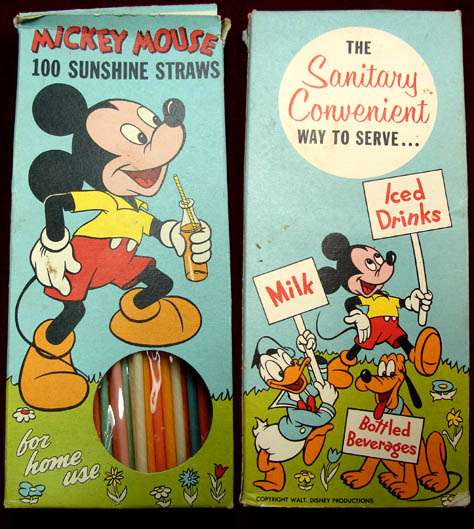 MICKEY MOUSE
100 SUNSHINE STRAWS
for
home
use
THE
Sanitary
Convenient
WAY TO SERVE...
Iced
Drinks
Milk
Bottled
Beverages
COPYRIGHT WALT DISNEY PRODUCTIONS